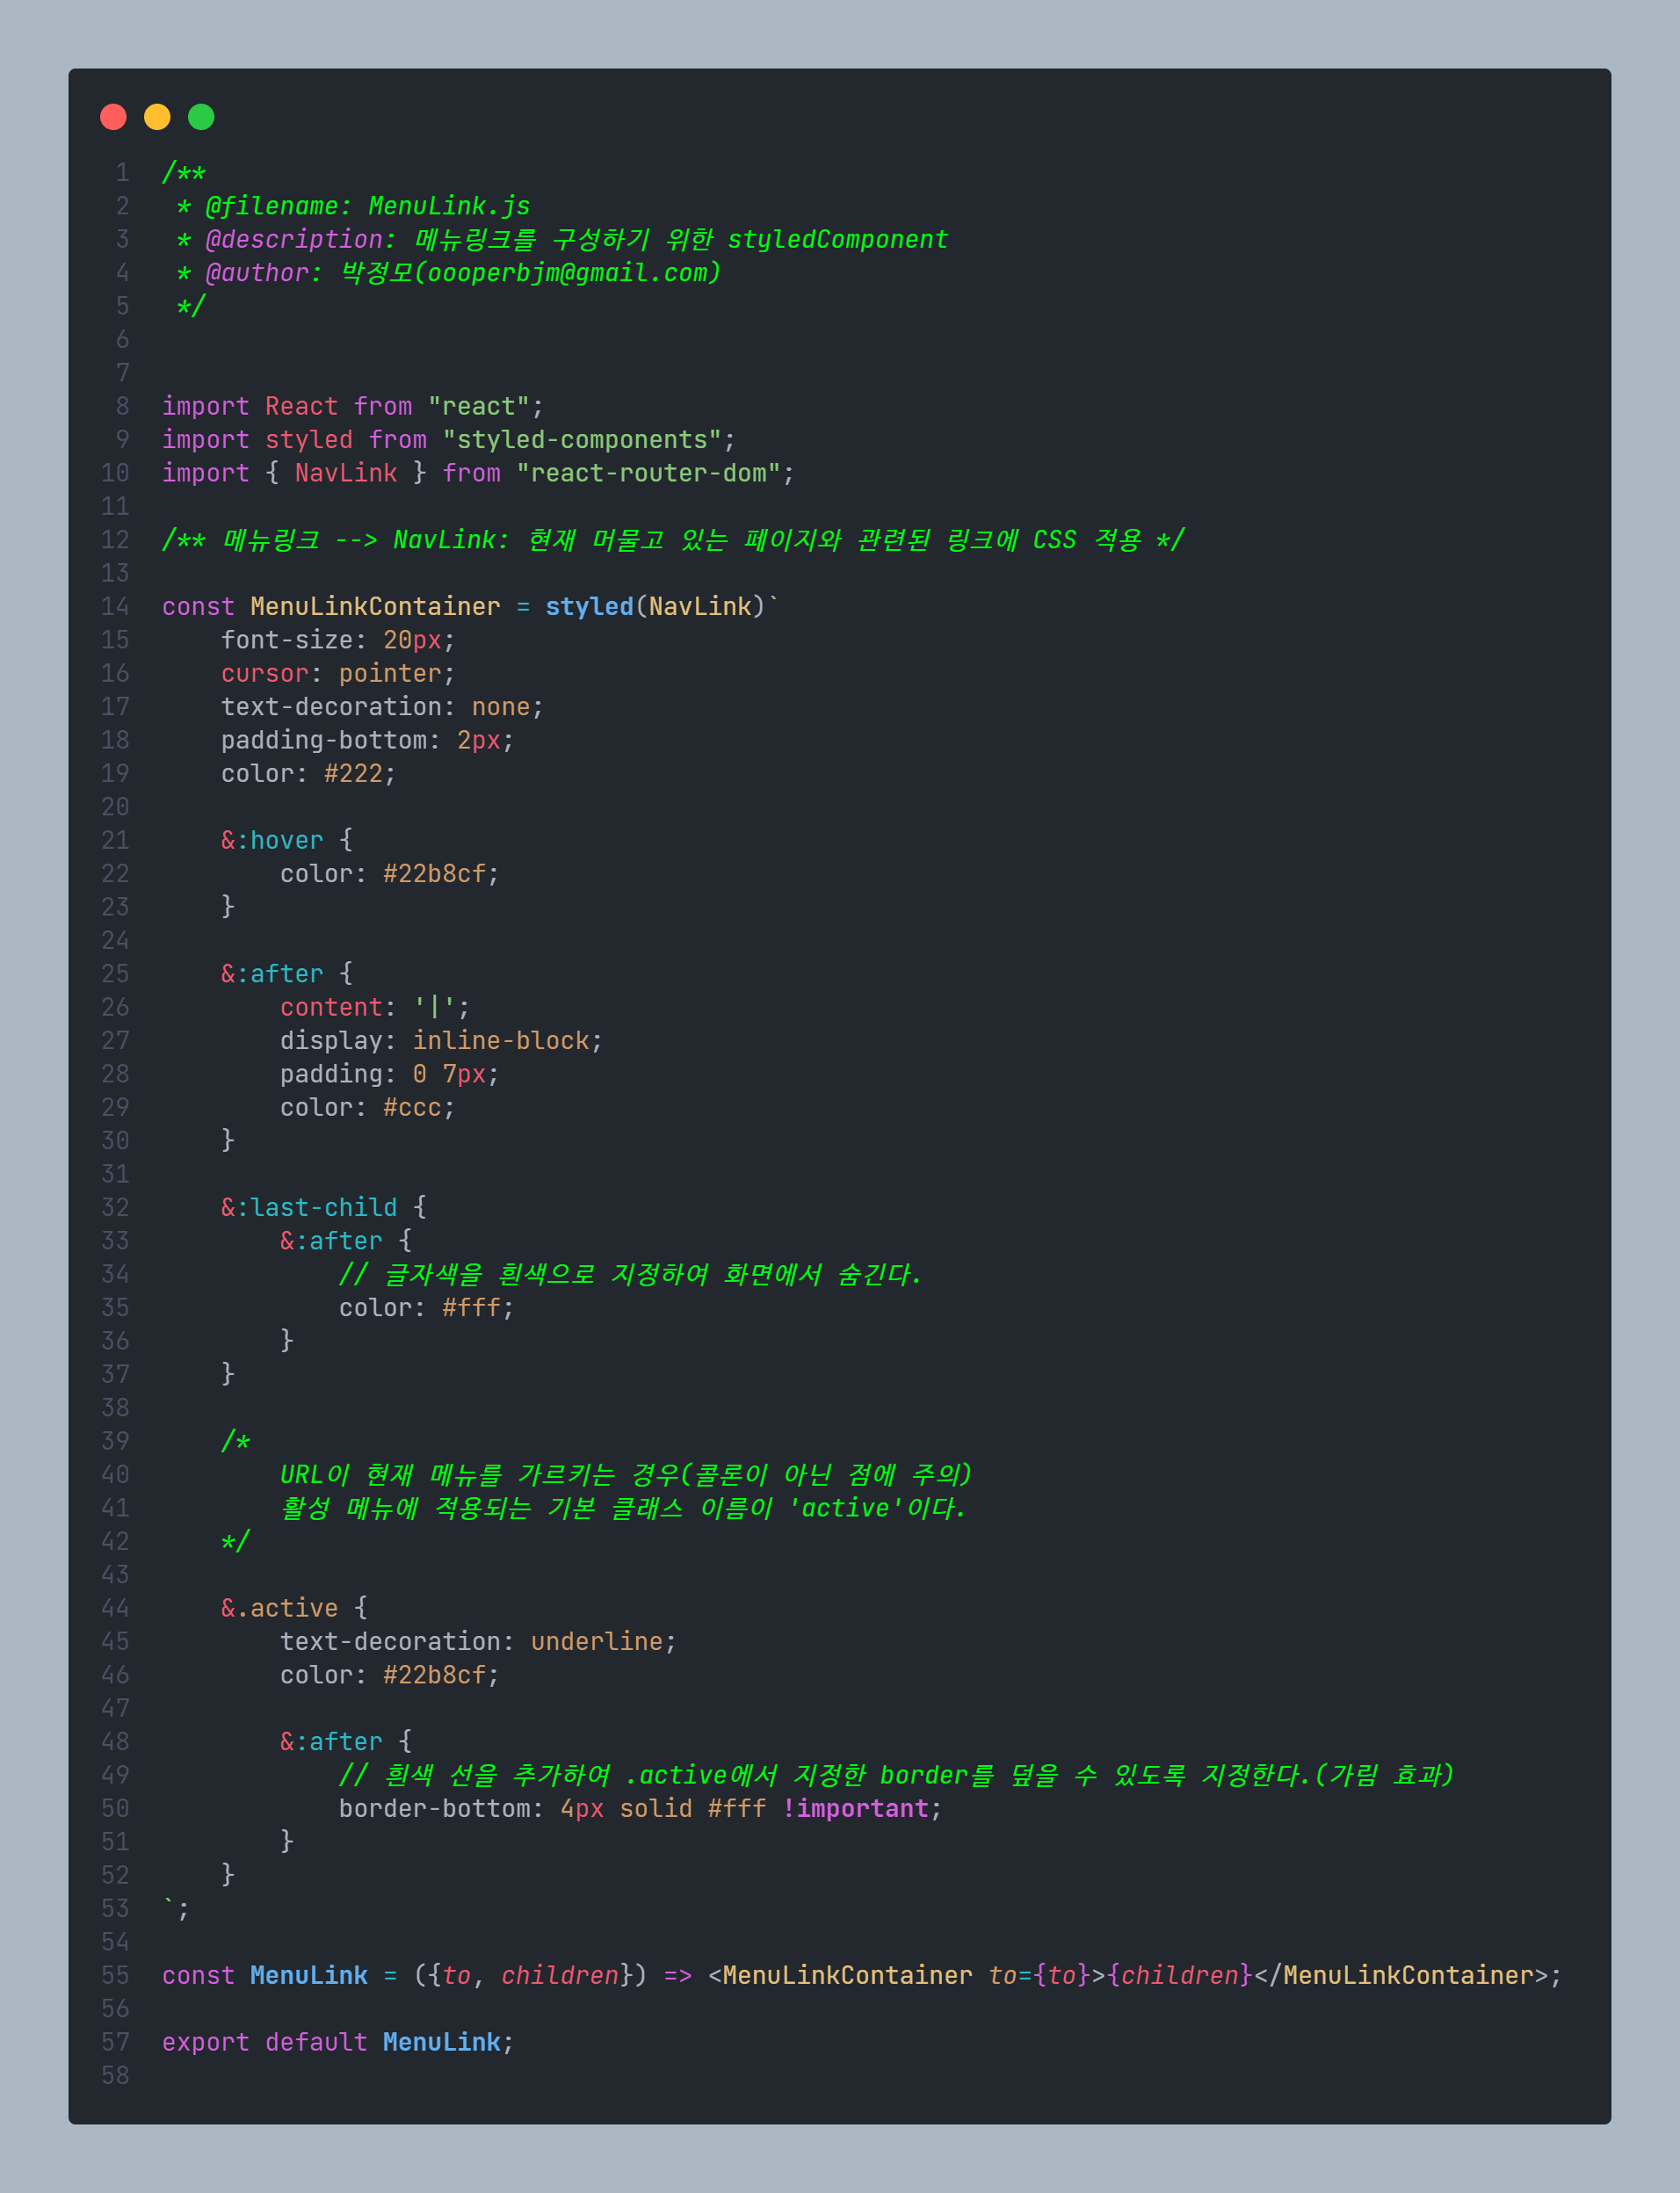 1 /**
2  * @filename: MenuLink.js
3  * @description: 메뉴링크를 구성하기 위한 styledComponent
4  * @author: 박정모(oooperbjm@gmail.com)
5  */
6
7
8 import React from "react";
9 import styled from "styled-components";
10 import { NavLink } from "react-router-dom";
11
12 /** 메뉴링크 --> NavLink: 현재 머물고 있는 페이지와 관련된 링크에 CSS 적용 */
13
14 const MenuLinkContainer = styled(NavLink)`
15     font-size: 20px;
16     cursor: pointer;
17     text-decoration: none;
18     padding-bottom: 2px;
19     color: #222;
20
21     &:hover {
22         color: #22b8cf;
23     }
24
25     &:after {
26         content: '|';
27         display: inline-block;
28         padding: 0 7px;
29         color: #ccc;
30     }
31
32     &:last-child {
33         &:after {
34             // 글자색을 흰색으로 지정하여 화면에서 숨긴다.
35             color: #fff;
36         }
37     }
38
39     /*
40         URL이 현재 메뉴를 가르키는 경우(콜론이 아닌 점에 주의)
41         활성 메뉴에 적용되는 기본 클래스 이름이 'active'이다.
42     */
43
44     &.active {
45         text-decoration: underline;
46         color: #22b8cf;
47
48         &:after {
49             // 흰색 선을 추가하여 .active에서 지정한 border를 덮을 수 있도록 지정한다.(가림 효과)
50             border-bottom: 4px solid #fff !important;
51         }
52     }
53 `;
54
55 const MenuLink = ({to, children}) => <MenuLinkContainer to={to}>{children}</MenuLinkContainer>;
56
57 export default MenuLink;
58